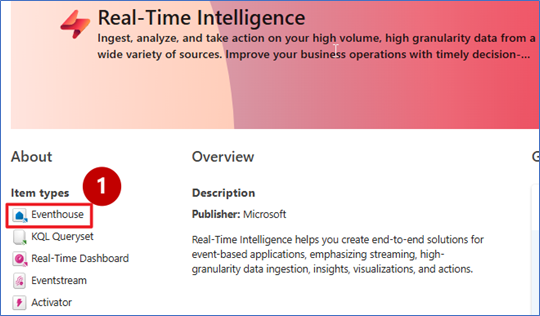 Real-Time Intelligence
Ingest, analyze, and take action on your high volume, high granularity data from a
wide variety of sources. Improve your business operations with timely decision-...
About
Overview
G
Item types
1
Description
Eventhouse
Publisher: Microsoft
KQL Queryset
Real-Time Intelligence helps you create end-to-end solutions for
Real-Time Dashboard
event-based applications, emphasizing streaming, high-
granularity data ingestion, insights, visualizations, and actions.
Eventstream
Activator